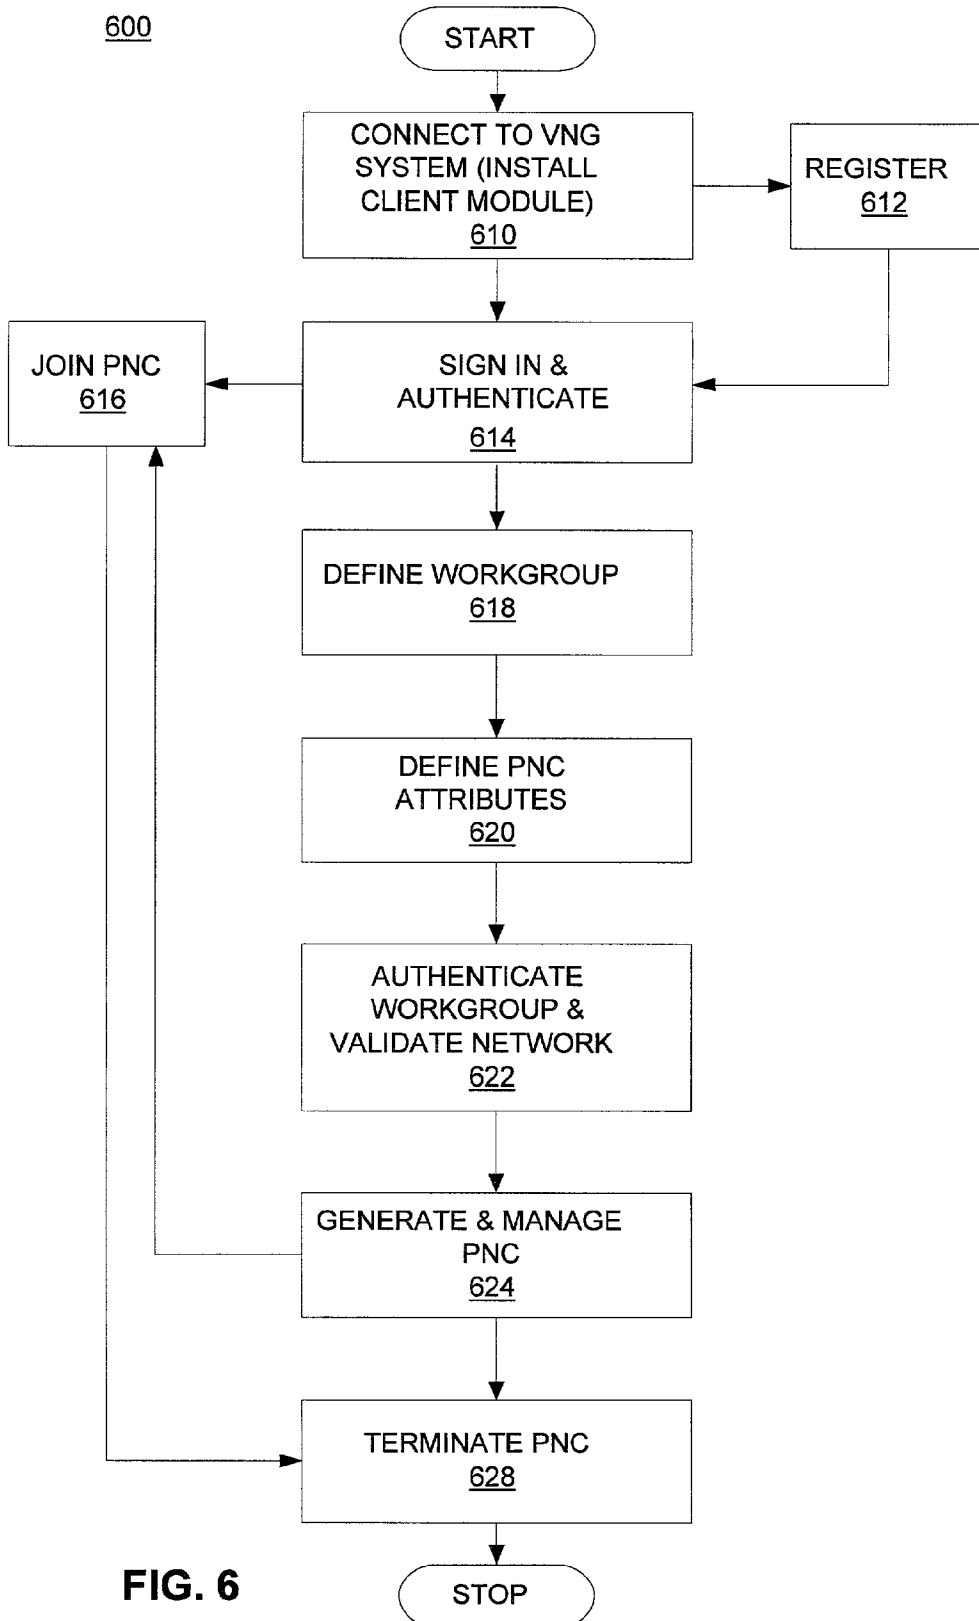 600
START
CONNECT TO VNG
SYSTEM (INSTALL
CLIENT MODULE)
610
REGISTER
612
JOIN PNC
616
SIGN IN &
AUTHENTICATE
614
DEFINE WORKGROUP
618
DEFINE PNC
ATTRIBUTES
620
AUTHENTICATE
WORKGROUP &
VALIDATE NETWORK
622
GENERATE & MANAGE
PNC
624
TERMINATE PNC
628
FIG. 6
STOP